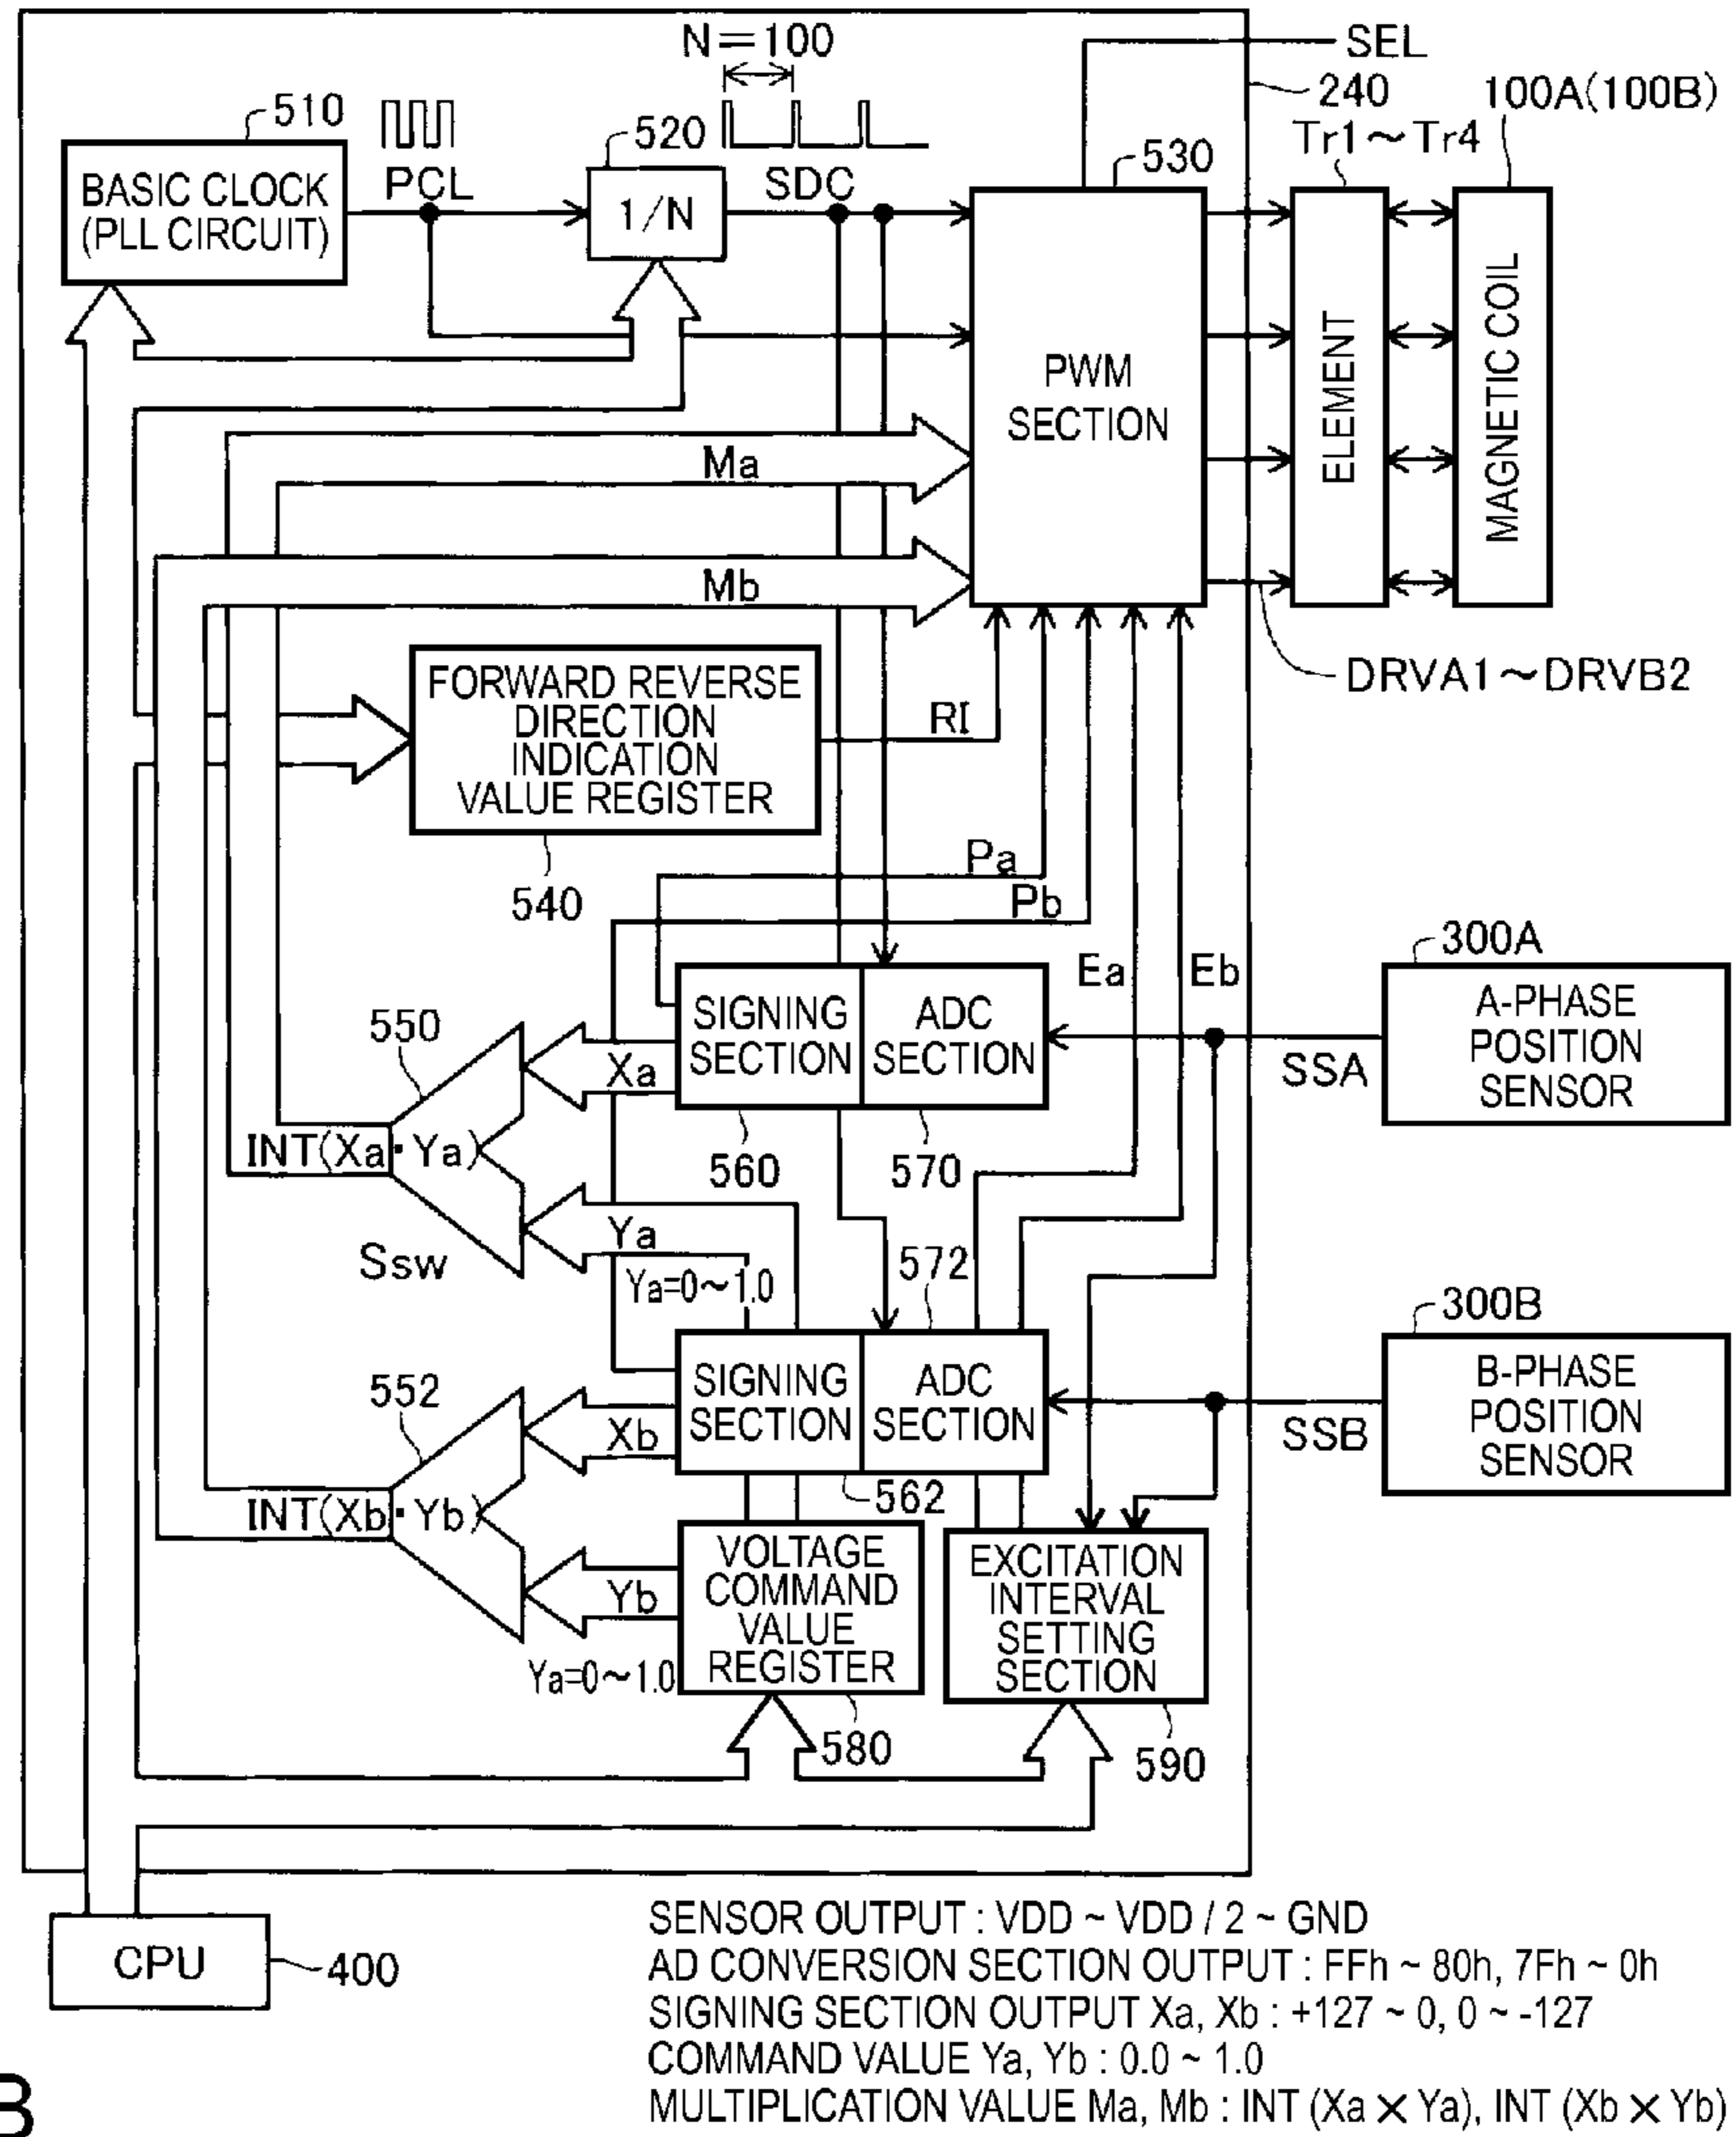 N=100
SEL
240
100A(100B)
510
520
Tr1～Tr4
530
BASIC CLOCK
(PLL CIRCUIT)
PCL
1/N
SDC
PWM
SECTION
ELEMENT
MAGNETIC COIL
Ma
Mb
DRVA1～DRVB2
FORWARD REVERSE
DIRECTION
INDICATION
VALUE REGISTER
RI
540
Pa
Pb
Ea
Eb
300A
A-PHASE
POSITION
SENSOR
SSA
550
SIGNING
SECTION
ADC
SECTION
Xa
INT(Xa・Ya)
560
570
Ya
Ya=0～1.0
Ssw
572
300B
B-PHASE
POSITION
SENSOR
SSB
552
SIGNING
SECTION
ADC
SECTION
Xb
562
INT(Xb・Yb)
Yb
Ya=0～1.0
VOLTAGE
COMMAND
VALUE
REGISTER
EXCITATION
INTERVAL
SETTING
SECTION
580
590
CPU
400
SENSOR OUTPUT : VDD ~ VDD / 2 ~ GND
AD CONVERSION SECTION OUTPUT : FFh ~ 80h, 7Fh ~ 0h
SIGNING SECTION OUTPUT Xa, Xb : +127 ~ 0, 0 ~ -127
COMMAND VALUE Ya, Yb : 0.0 ~ 1.0
MULTIPLICATION VALUE Ma, Mb : INT (Xa × Ya), INT (Xb × Yb)
B